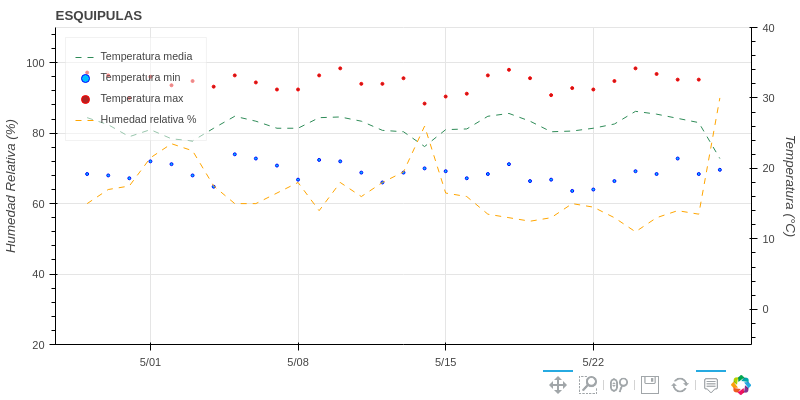 ESQUIPULAS
Temperatura media
Temperatura min
Temperatura max
Humedad relativa %
Humedad Relativa (%)
100
80
60
40
20
Temperatura (°C)
40
30
20
10
0
5/01
5/08
5/15
5/22